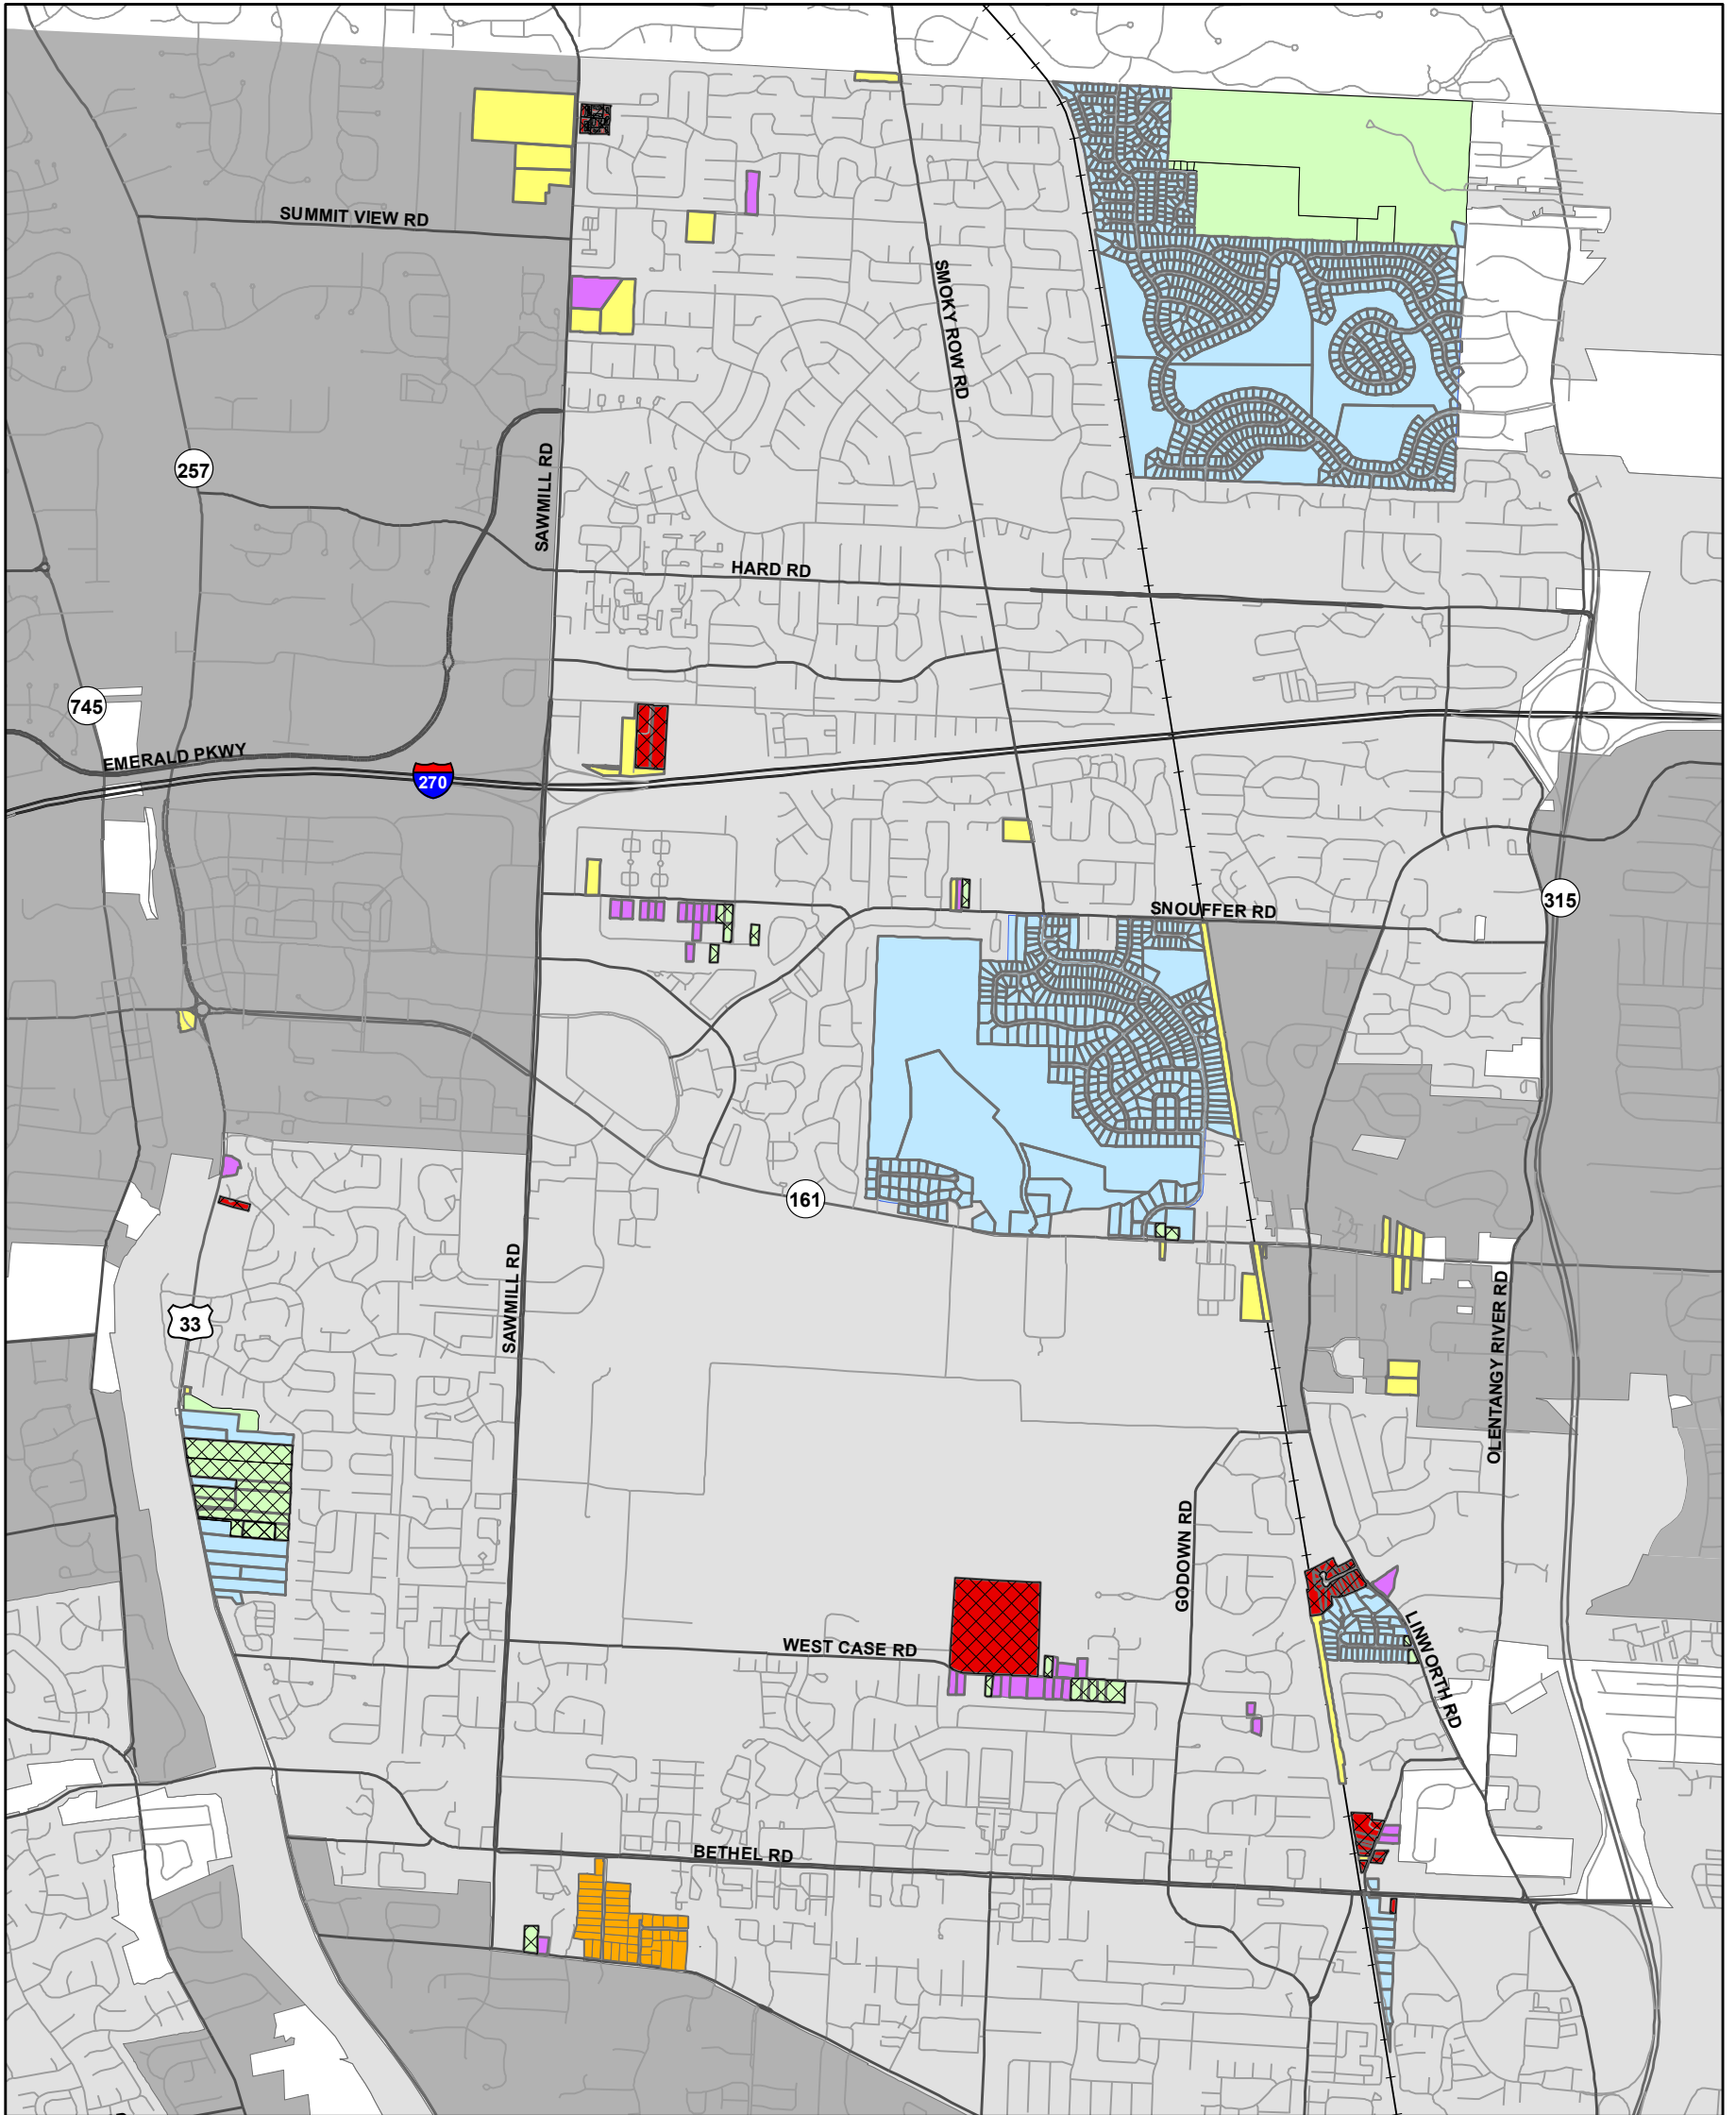 SUMMIT VIEW RD
SMOKY ROW RD
SAWMILL RD
257
HARD RD
745
EMERALD PKWY
270
315
SNOUFFER RD
161
SAWMILL RD
33
OLENTANGY RIVER RD
GODOWN RD
WEST CASE RD
LINWORTH RD
BETHEL RD